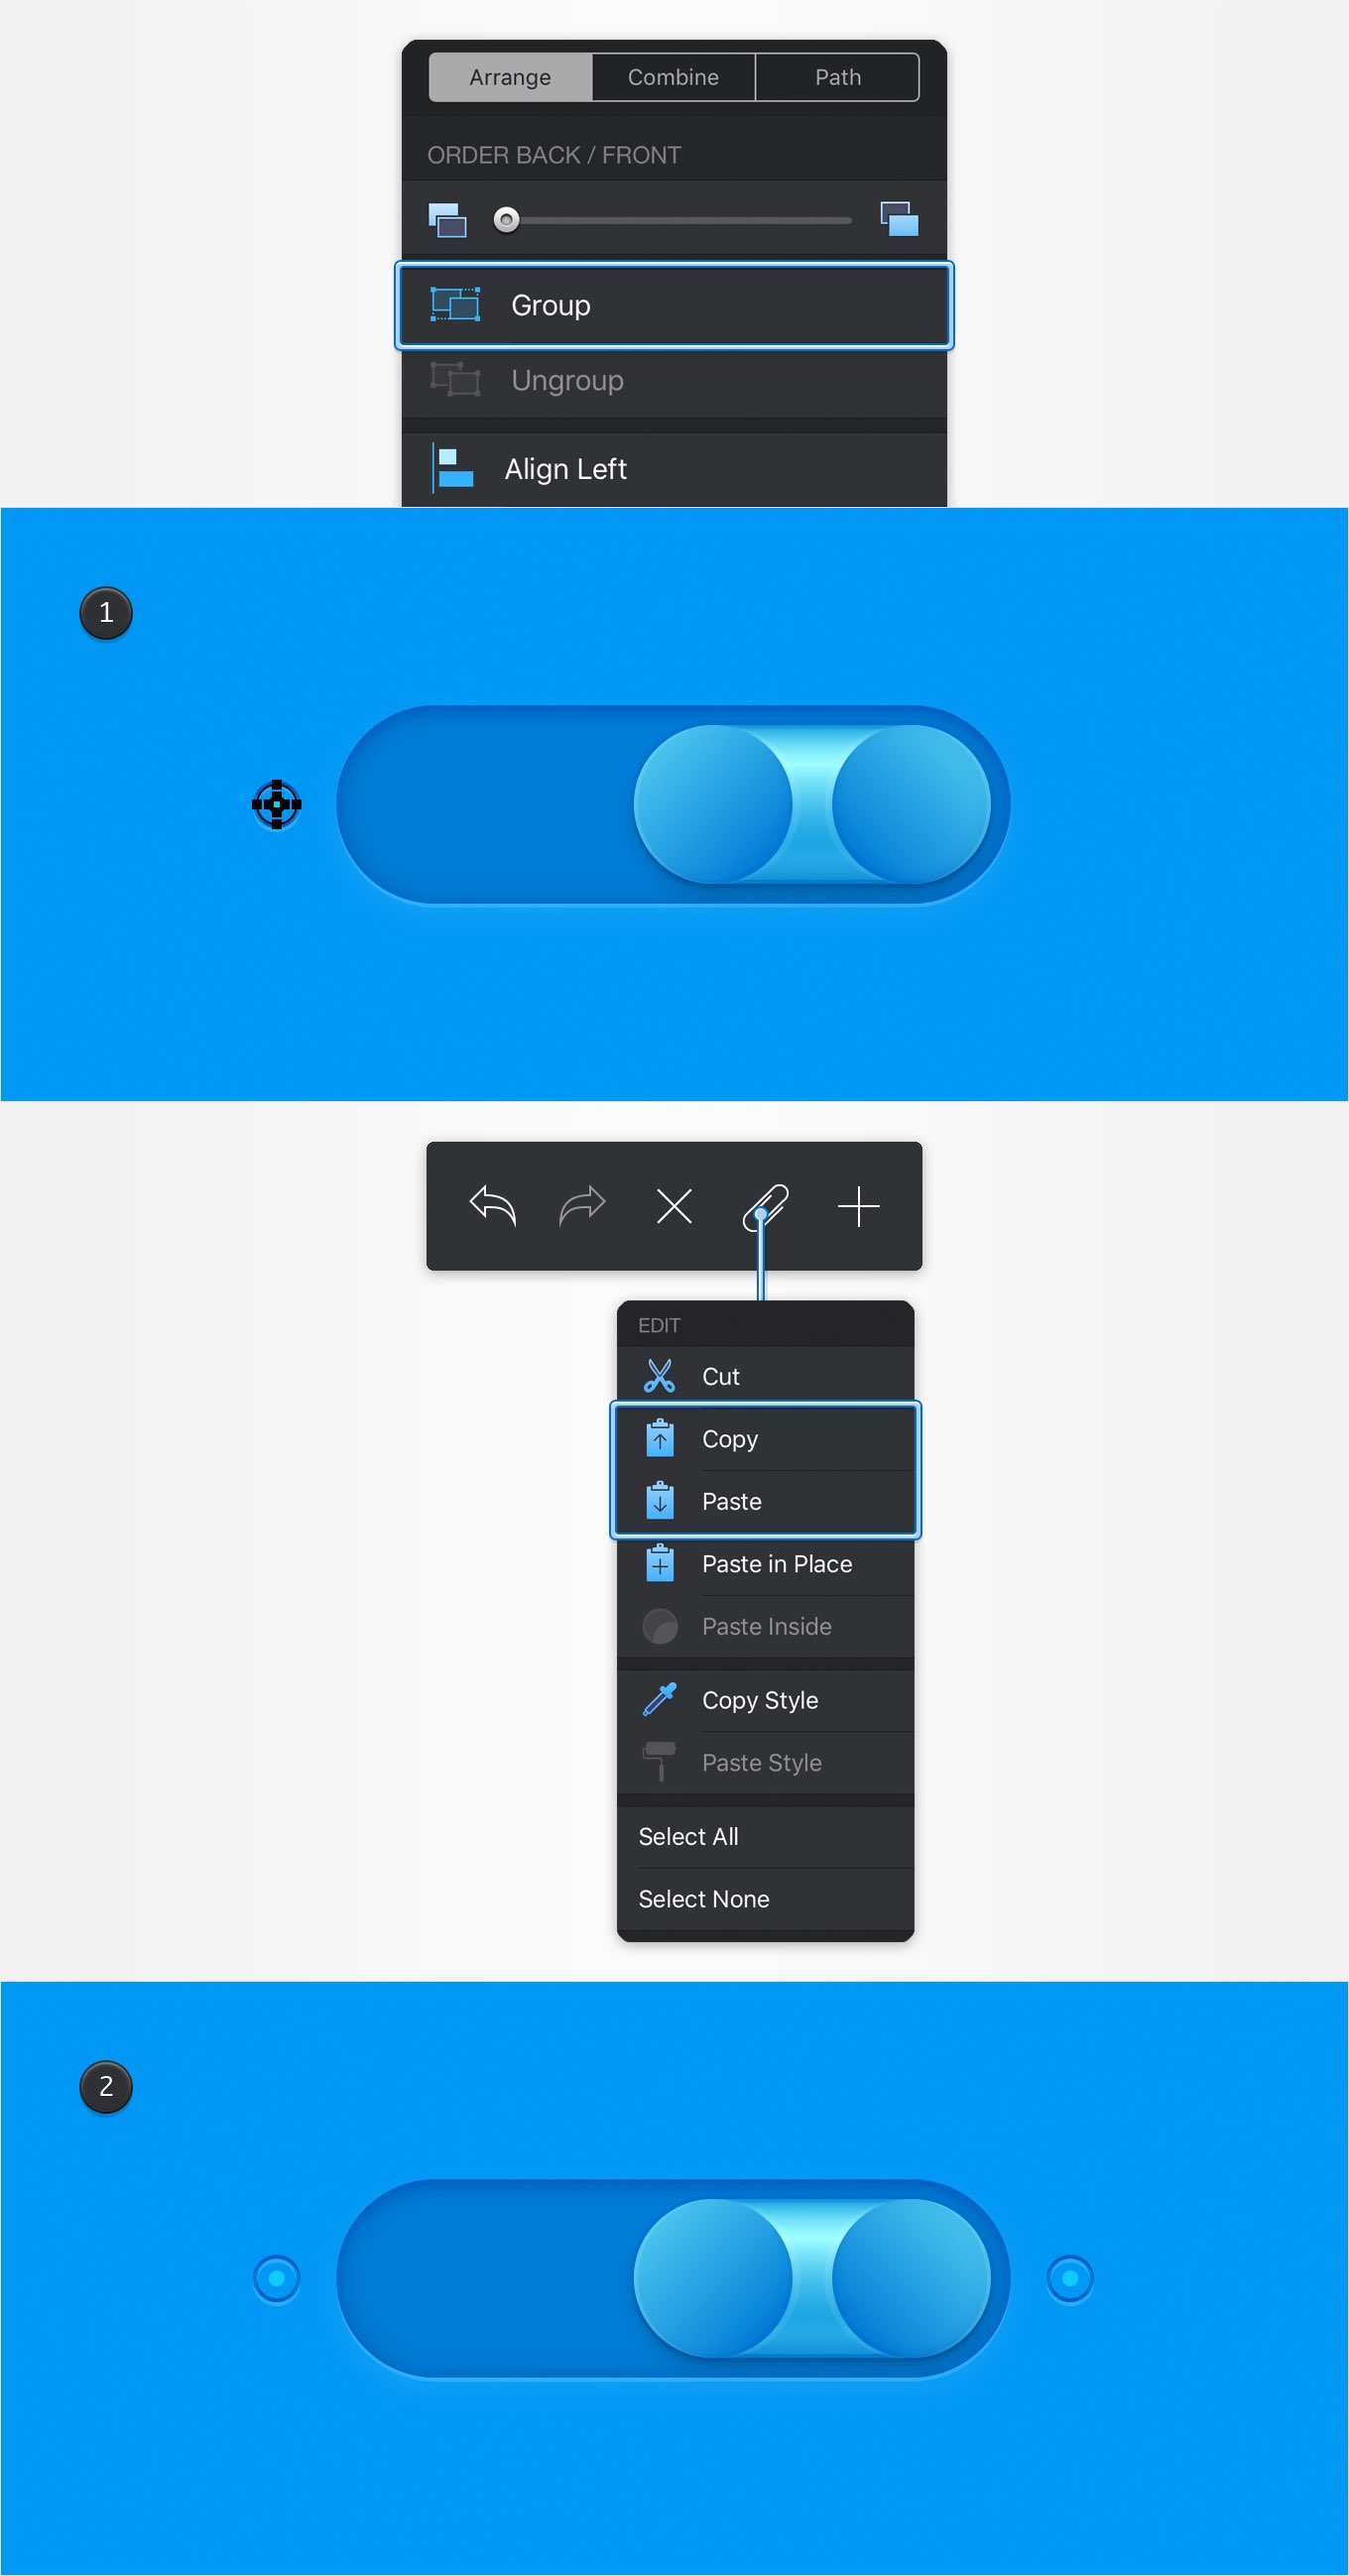 Arrange Combine Path
ORDER BACK / FRONT
Group
Ungroup
Align Left
1
EDIT
Cut
Copy
Paste
Paste in Place
Paste Inside
Copy Style
Paste Style
Select All
Select None
2